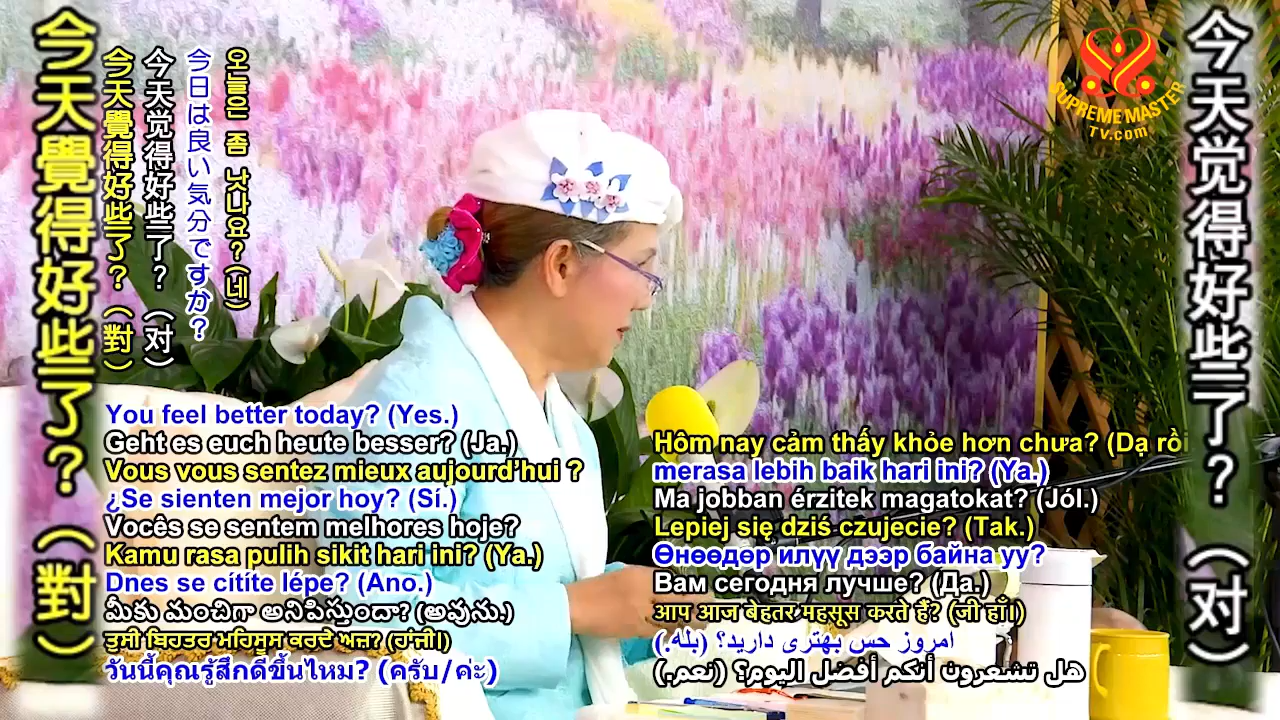 今天覺得好些了？（對）
今天覺得好些了？（對）
今天觉得好些了？（对）
今日は良い気分ですか？
오늘은 좀 낫나요？(네)
SUPREME MASTER
TV.com
今天觉得好些了？（对）
You feel better today? (Yes.)
Geht es euch heute besser? (Ja.)
Vous vous sentez mieux aujourd’hui ?
¿Se sienten mejor hoy? (Sí.)
Vocês se sentem melhores hoje?
Kamu rasa pulih sikit hari ini? (Ya.)
Dnes se cítíte lépe? (Ano.)
మీకు మంచిగా అనిపిస్తుందా? (అవును.)
ਤੁਸੀ ਬਿਹਤਰ ਮਹਿਸੂਸ ਕਰਦੇ ਅਜ਼? (ਹਾਂਜੀ।)
วันนี้คุณรู้สึกดีขึ้นไหม? (ครับ/ค่ะ)
Hôm nay cảm thấy khỏe hơn chưa? (Dạ rồi
merasa lebih baik hari ini? (Ya.)
Ma jobban érzitek magatokat? (Jól.)
Lepiej się dziś czujecie? (Tak.)
Өнөөдөр илүү дээр байна уу?
Вам сегодня лучше? (Да.)
आप आज बेहतर महसूस करते हैं? (जी हाँ।)
امروز حس بهتری دارید؟ (بله.)
هل تشعرون أنكم أفضل اليوم؟ (نعم.)